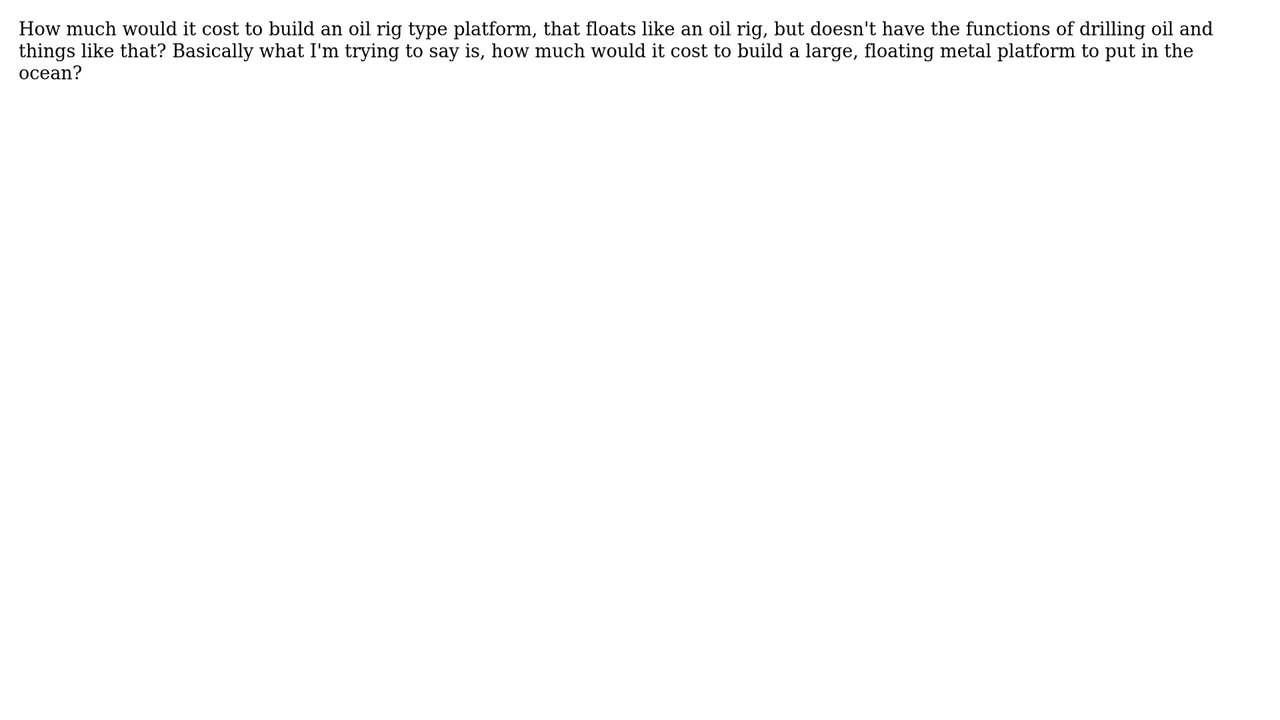 How much would it cost to build an oil rig type platform, that floats like an oil rig, but doesn't have the functions of drilling oil and
things like that? Basically what I'm trying to say is, how much would it cost to build a large, floating metal platform to put in the
ocean?